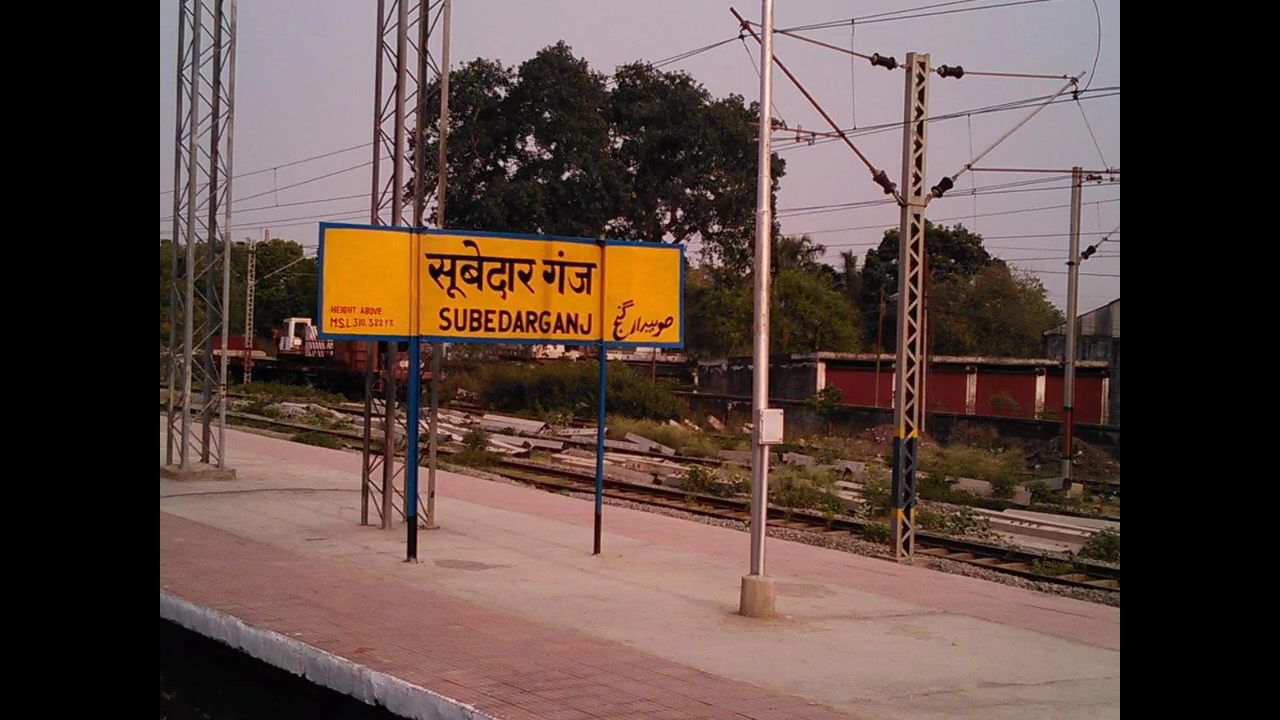 सूबेदार गंज
SUBEDARGANJ
صوبیدار گنج
HEIGHT ABOVE
M.S.L.310.322 FT.